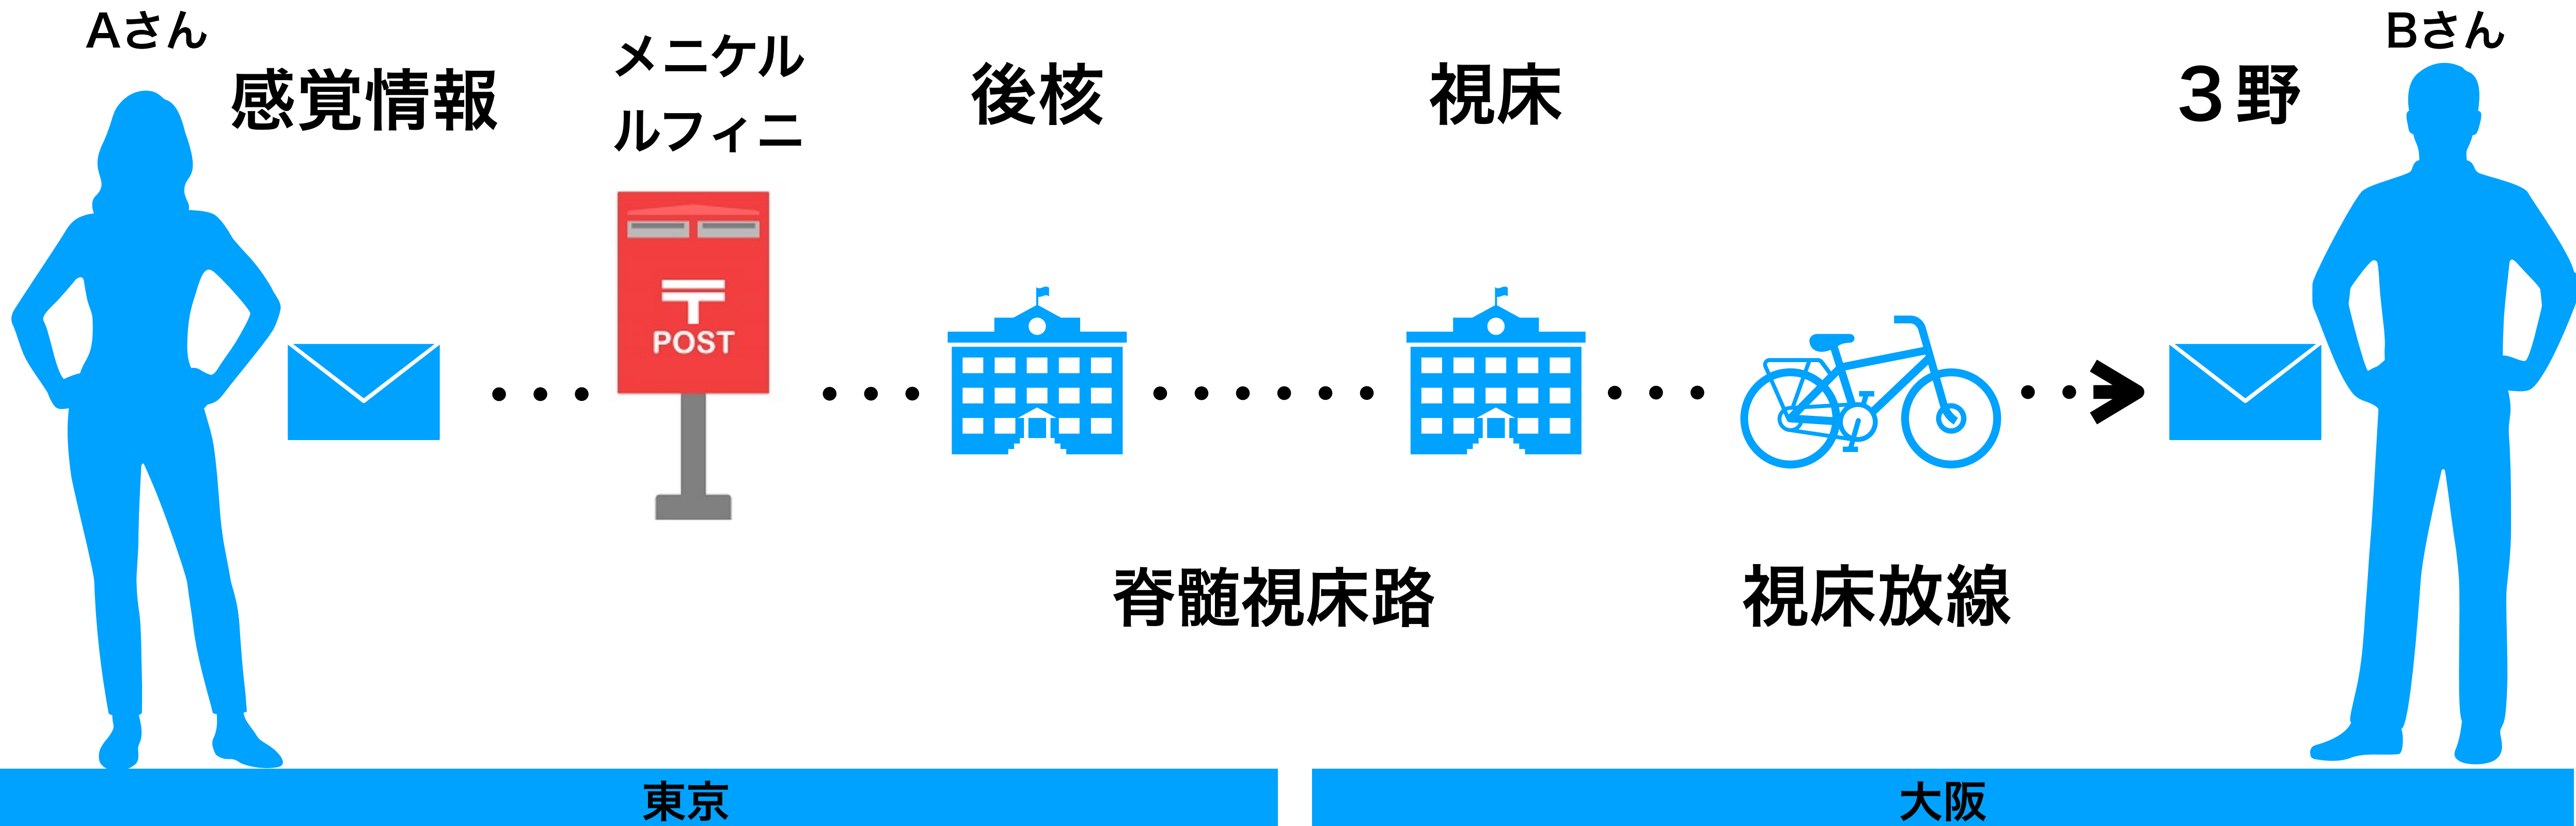 Aさん
感覚情報
メニケル
ルフィニ
後核
視床
３野
Bさん
〒
POST
脊髄視床路
視床放線
東京
大阪